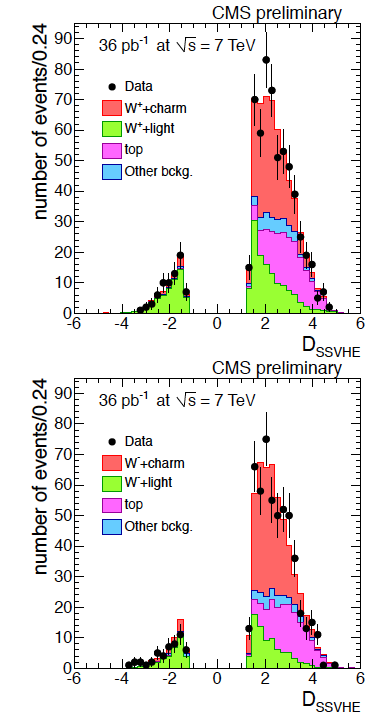 CMS preliminary
36 pb⁻¹ at √s = 7 TeV
Data
W⁺+charm
W⁺+light
top
Other bckg.
number of events/0.24
90
80
70
60
50
40
30
20
10
0
-6 -4 -2 0 2 4 6
D_SSVHE
CMS preliminary
36 pb⁻¹ at √s = 7 TeV
Data
W⁻+charm
W⁻+light
top
Other bckg.
number of events/0.24
90
80
70
60
50
40
30
20
10
0
-6 -4 -2 0 2 4 6
D_SSVHE